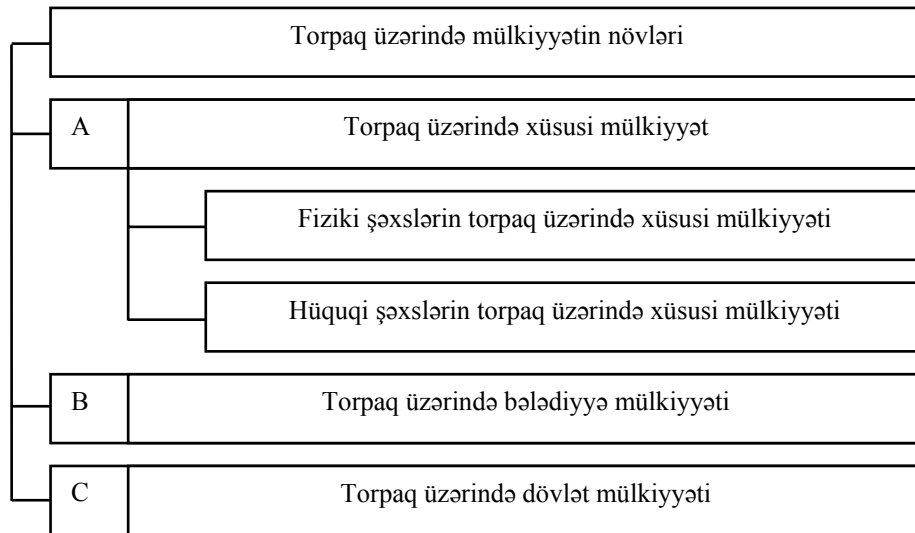 Torpaq üzərində mülkiyyətin növləri
A
Torpaq üzərində xüsusi mülkiyyət
Fiziki şəxslərin torpaq üzərində xüsusi mülkiyyəti
Hüquqi şəxslərin torpaq üzərində xüsusi mülkiyyəti
B
Torpaq üzərində bələdiyyə mülkiyyəti
C
Torpaq üzərində dövlət mülkiyyəti